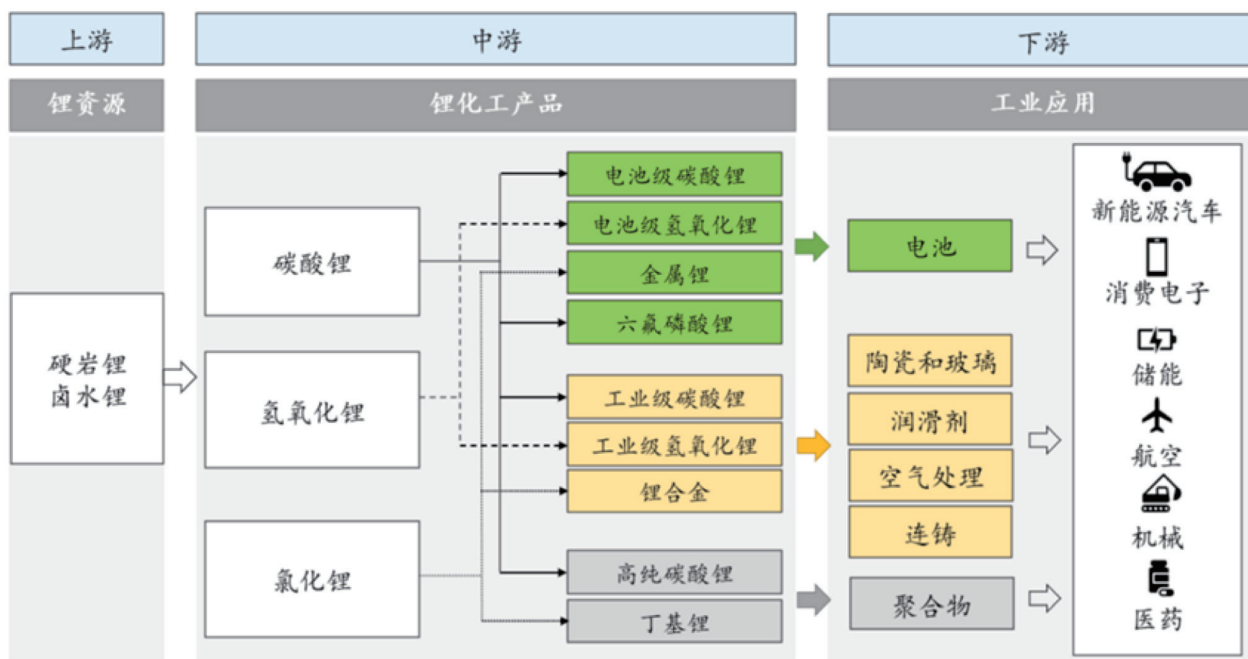 上游
中游
下游
锂资源
锂化工产品
工业应用
硬岩锂
卤水锂
碳酸锂
氢氧化锂
氯化锂
电池级碳酸锂
电池级氢氧化锂
金属锂
六氟磷酸锂
工业级碳酸锂
工业级氢氧化锂
锂合金
高纯碳酸锂
丁基锂
电池
陶瓷和玻璃
润滑剂
空气处理
连铸
聚合物
新能源汽车
消费电子
储能
航空
机械
医药